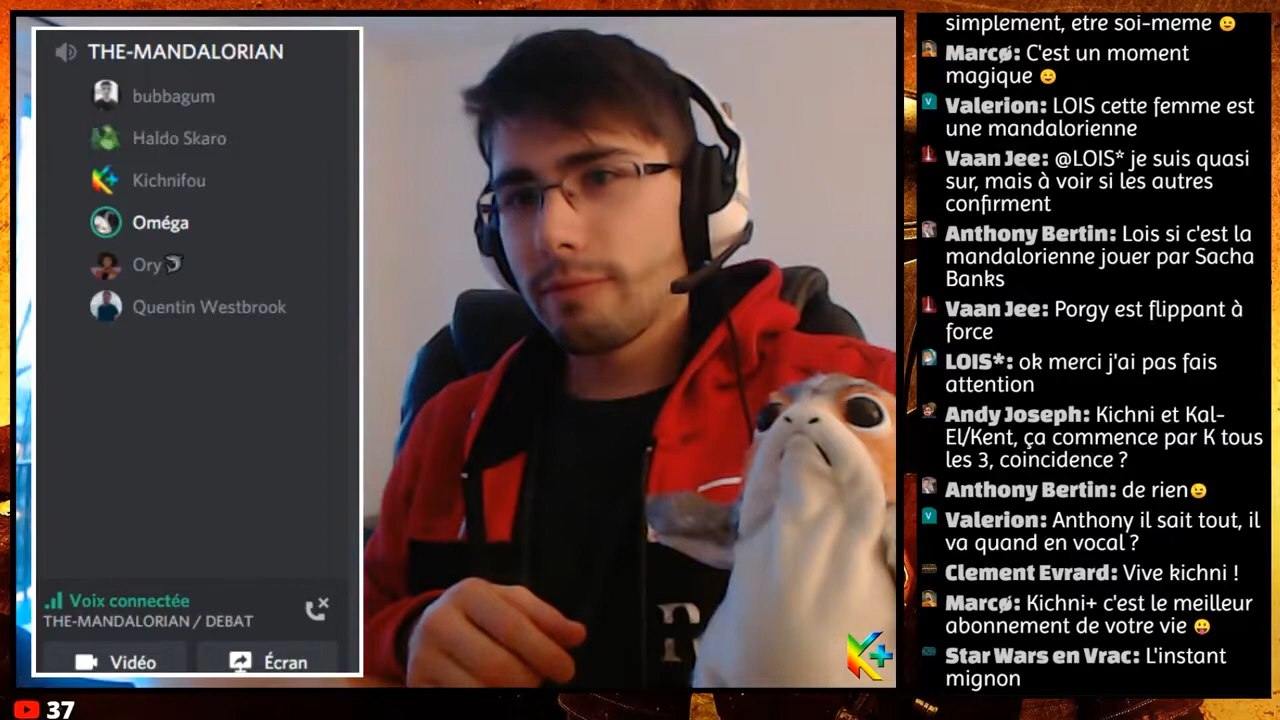 THE-MANDALORIAN
bubbagum
Haldo Skaro
Kichnifou
Oméga
Ory
Quentin Westbrook
Voix connectée
THE-MANDALORIAN / DEBAT
Vidéo
Écran
37
K+
simplement, etre soi-meme 😉
Marcø: C'est un moment
magique 😊
Valerion: LOIS cette femme est
une mandalorienne
Vaan Jee: @LOIS* je suis quasi
sur, mais à voir si les autres
confirment
Anthony Bertin: Lois si c'est la
mandalorienne jouer par Sacha
Banks
Vaan Jee: Porgy est flippant à
force
LOIS*: ok merci j'ai pas fais
attention
Andy Joseph: Kichni et Kal-
El/Kent, ça commence par K tous
les 3, coincidence ?
Anthony Bertin: de rien😉
Valerion: Anthony il sait tout, il
va quand en vocal ?
Clement Evrard: Vive kichni !
Marcø: Kichni+ c'est le meilleur
abonnement de votre vie 😛
Star Wars en Vrac: L'instant
mignon